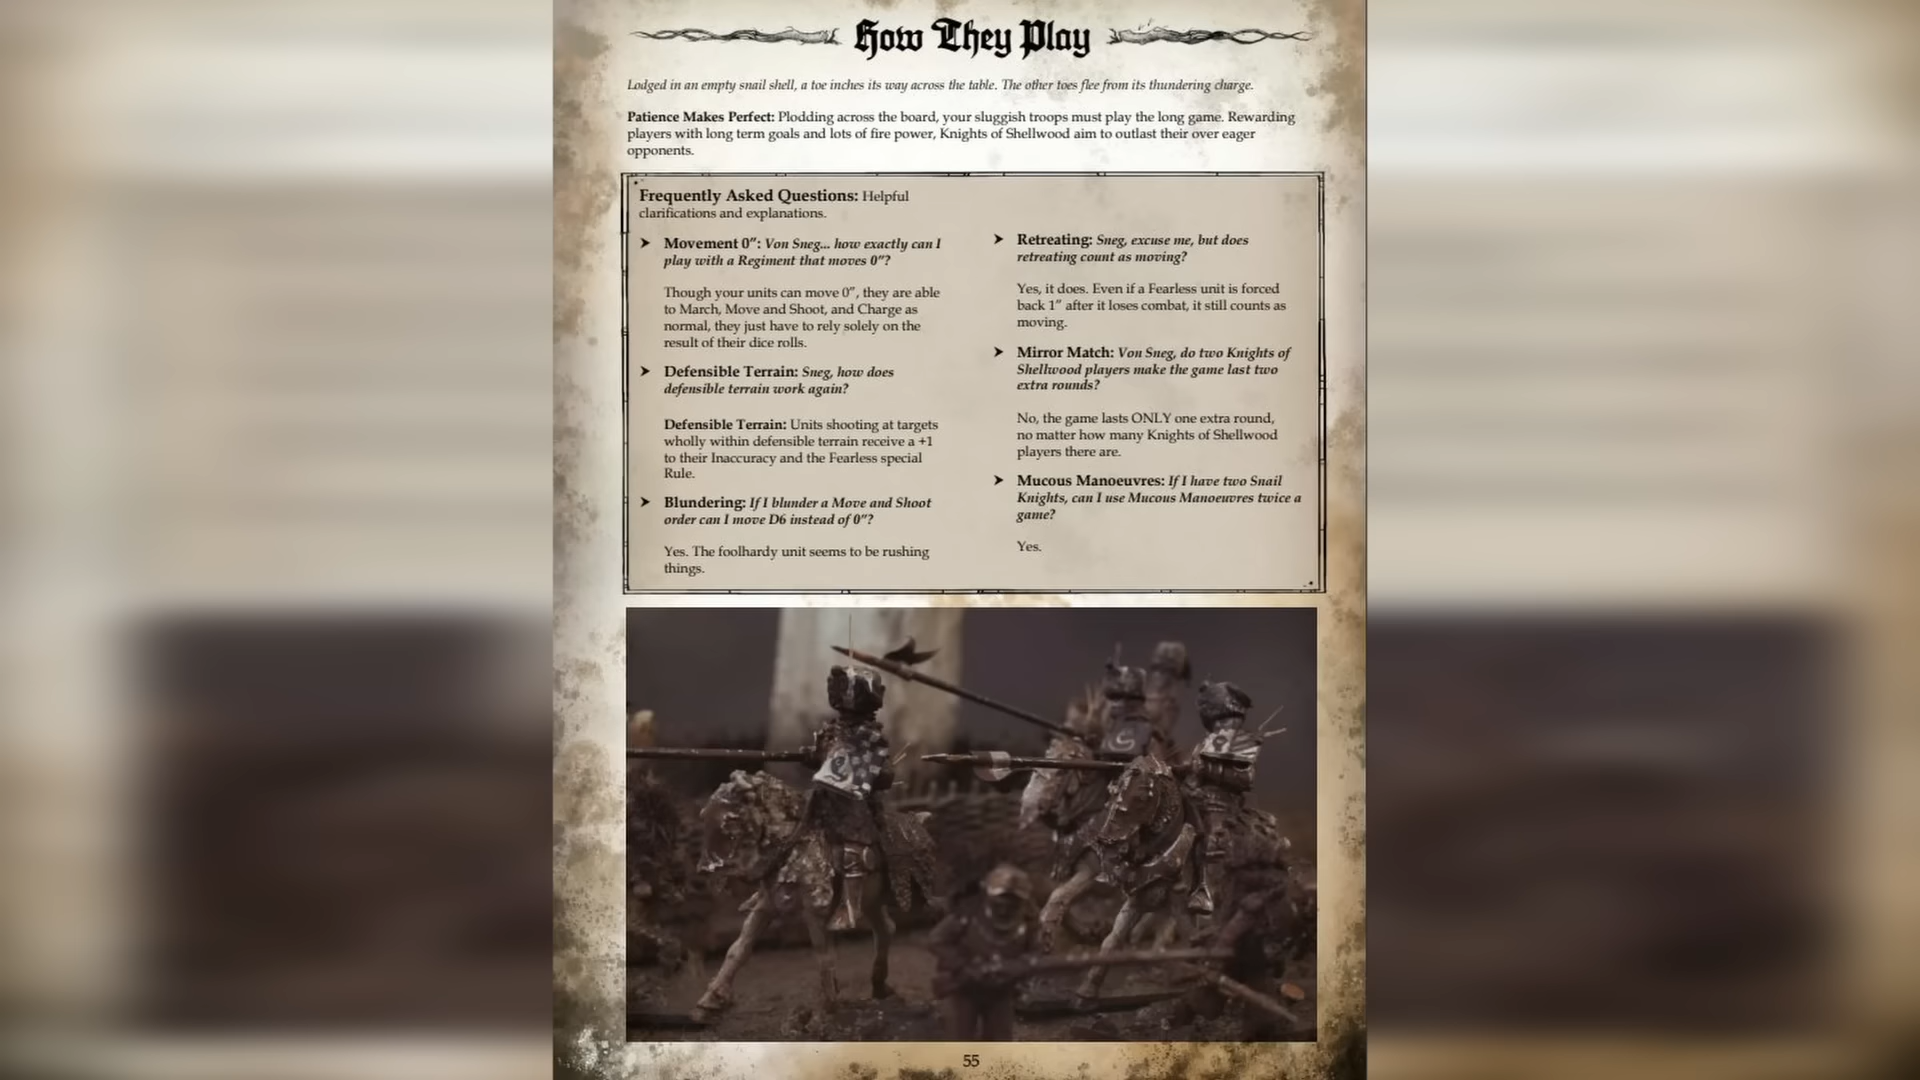 How They Play
Lodged in an empty snail shell, a toe inches its way across the table. The other toes flee from its thundering charge.
Patience Makes Perfect: Plodding across the board, your sluggish troops must play the long game. Rewarding
players with long term goals and lots of fire power, Knights of Shellwood aim to outlast their over eager
opponents.
Frequently Asked Questions: Helpful
clarifications and explanations.
➤ Movement 0”: Von Sneg... how exactly can I
play with a Regiment that moves 0”?
Though your units can move 0”, they are able
to March, Move and Shoot, and Charge as
normal, they just have to rely solely on the
result of their dice rolls.
➤ Defensible Terrain: Sneg, how does
defensible terrain work again?
Defensible Terrain: Units shooting at targets
wholly within defensible terrain receive a +1
to their Inaccuracy and the Fearless special
Rule.
➤ Blundering: If I blunder a Move and Shoot
order can I move D6 instead of 0”?
Yes. The foolhardy unit seems to be rushing
things.
➤ Retreating: Sneg, excuse me, but does
retreating count as moving?
Yes, it does. Even if a Fearless unit is forced
back 1” after it loses combat, it still counts as
moving.
➤ Mirror Match: Von Sneg, do two Knights of
Shellwood players make the game last two
extra rounds?
No, the game lasts ONLY one extra round,
no matter how many Knights of Shellwood
players there are.
➤ Mucous Manoeuvres: If I have two Snail
Knights, can I use Mucous Manoeuvres twice a
game?
Yes.
55